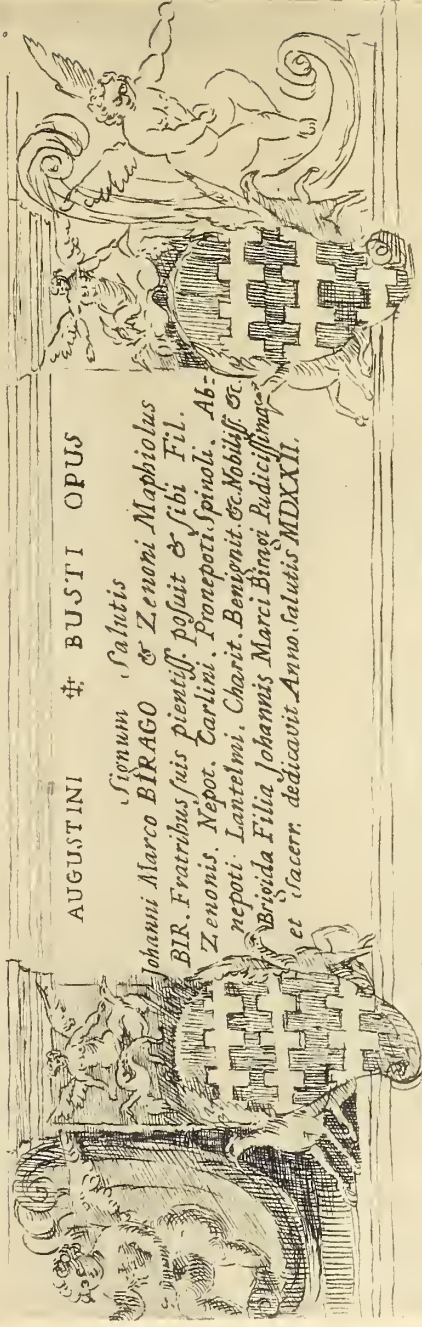 AUGUSTINI ☩ BUSTI OPUS
Signum Salutis
Johanni Marco BIRAGO & Zenoni Maphiolus
BIR. Fratribus suis pientiss. posuit & sibi Fil.
Zenonis. Nepot. Carlini. Pronepoti. Spinoli. Ab=
nepoti. Lantelmi. Charit. Benignit. &c. Nobiliss. &c.
Brigida Filia Johannis Marci Biragi Pudicissimaq
et Sacerr. dedicavit Anno Salutis MDXXII.